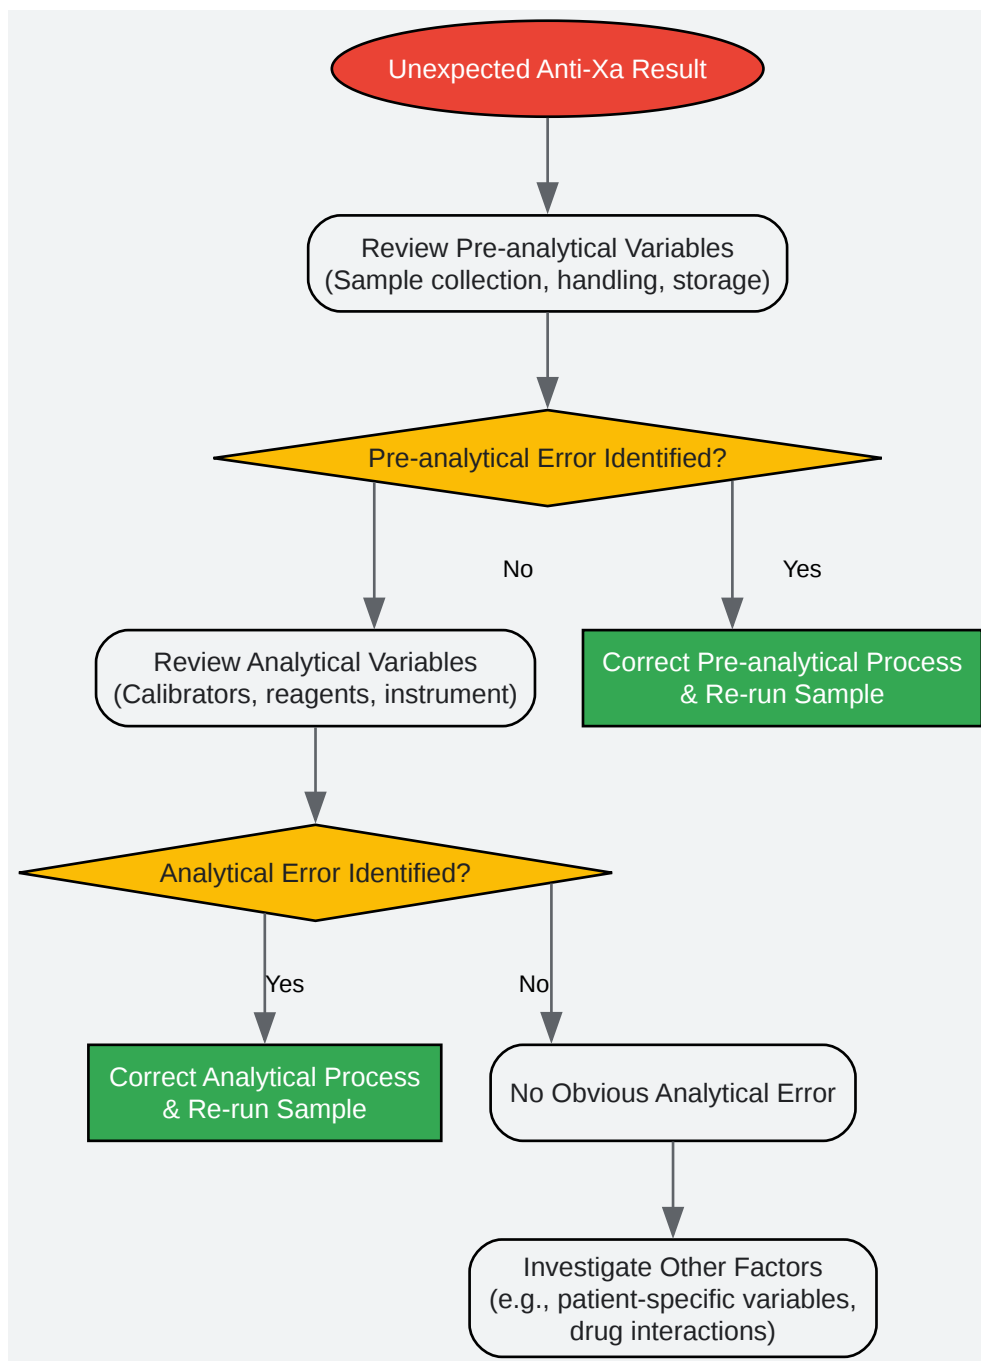 Unexpected Anti-Xa Result
Review Pre-analytical Variables
(Sample collection, handling, storage)
Pre-analytical Error Identified?
No
Yes
Review Analytical Variables
(Calibrators, reagents, instrument)
Correct Pre-analytical Process
& Re-run Sample
Analytical Error Identified?
Yes
No
Correct Analytical Process
& Re-run Sample
No Obvious Analytical Error
Investigate Other Factors
(e.g., patient-specific variables,
drug interactions)